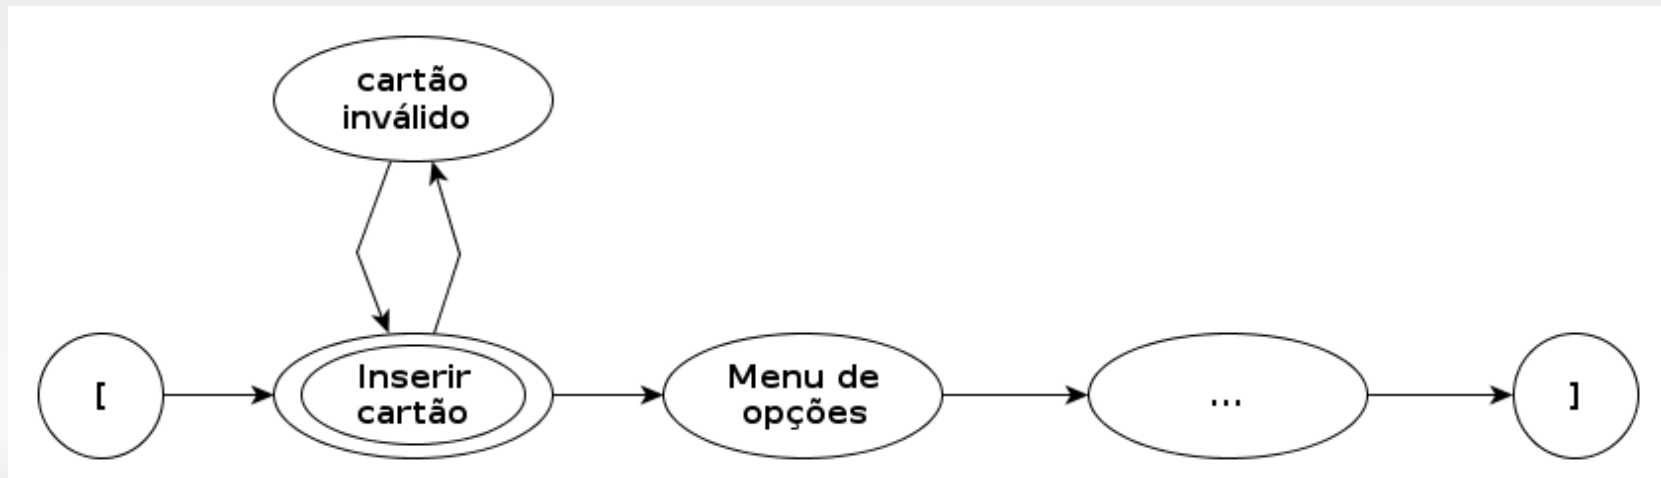 cartão
inválido
[
Inserir
cartão
Menu de
opções
...
]